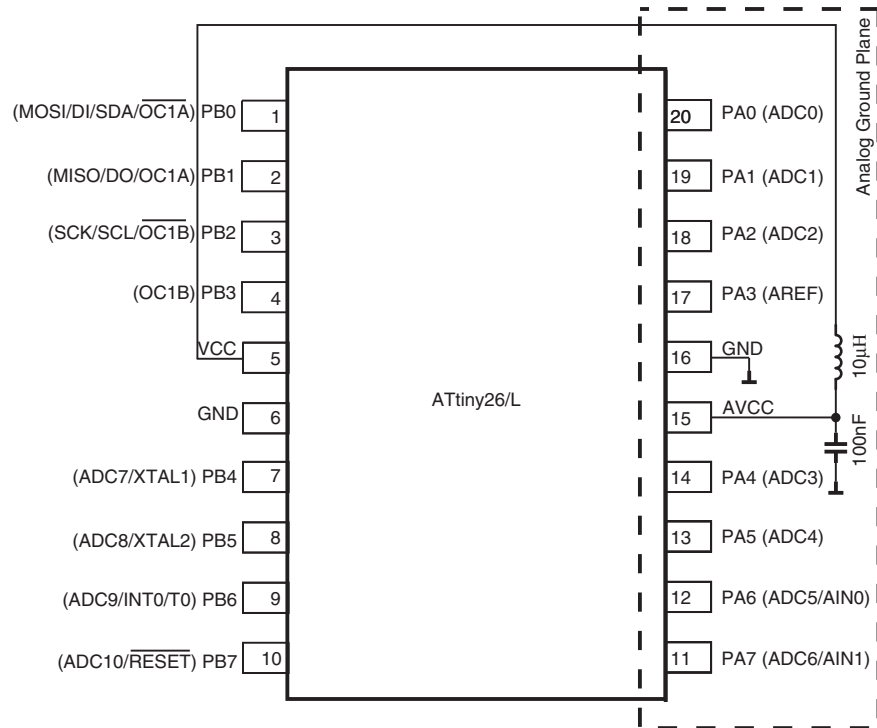 Analog Ground Plane
(MOSI/DI/SDA/OC1A) PB0
1
20
PA0 (ADC0)
(MISO/DO/OC1A) PB1
2
19
PA1 (ADC1)
(SCK/SCL/OC1B) PB2
3
18
PA2 (ADC2)
(OC1B) PB3
4
17
PA3 (AREF)
VCC
5
16
GND
10µH
GND
6
ATtiny26/L
15
AVCC
100nF
(ADC7/XTAL1) PB4
7
14
PA4 (ADC3)
(ADC8/XTAL2) PB5
8
13
PA5 (ADC4)
(ADC9/INT0/T0) PB6
9
12
PA6 (ADC5/AIN0)
(ADC10/RESET) PB7
10
11
PA7 (ADC6/AIN1)